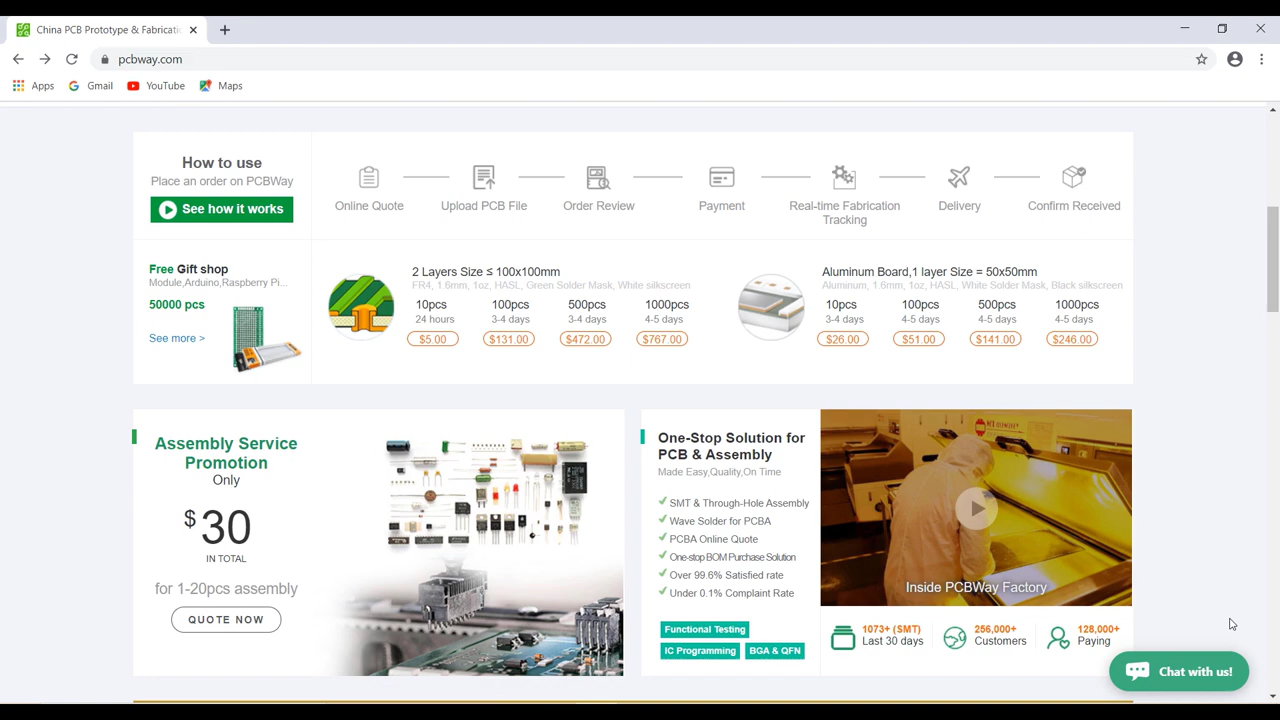 China PCB Prototype & Fabricatio
pcbway.com
Apps
Gmail
YouTube
Maps
How to use
Place an order on PCBWay
See how it works
Online Quote
Upload PCB File
Order Review
Payment
Real-time Fabrication
Tracking
Delivery
Confirm Received
Free Gift shop
Module,Arduino,Raspberry Pi...
50000 pcs
See more >
2 Layers Size ≤ 100x100mm
FR4, 1.6mm, 1oz, HASL, Green Solder Mask, White silkscreen
10pcs 100pcs 500pcs 1000pcs
24 hours 3-4 days 3-4 days 4-5 days
$5.00 $131.00 $472.00 $767.00
Aluminum Board,1 layer Size = 50x50mm
Aluminum, 1.6mm, 1oz, HASL, White Solder Mask, Black silkscreen
10pcs 100pcs 500pcs 1000pcs
3-4 days 4-5 days 4-5 days 4-5 days
$26.00 $51.00 $141.00 $246.00
Assembly Service
Promotion
Only
$30
IN TOTAL
for 1-20pcs assembly
QUOTE NOW
One-Stop Solution for
PCB & Assembly
Made Easy,Quality,On Time
SMT & Through-Hole Assembly
Wave Solder for PCBA
PCBA Online Quote
One-stop BOM Purchase Solution
Over 99.6% Satisfied rate
Under 0.1% Complaint Rate
Functional Testing
IC Programming BGA & QFN
Inside PCBWay Factory
1073+ (SMT)
Last 30 days
256,000+
Customers
128,000+
Paying
Chat with us!